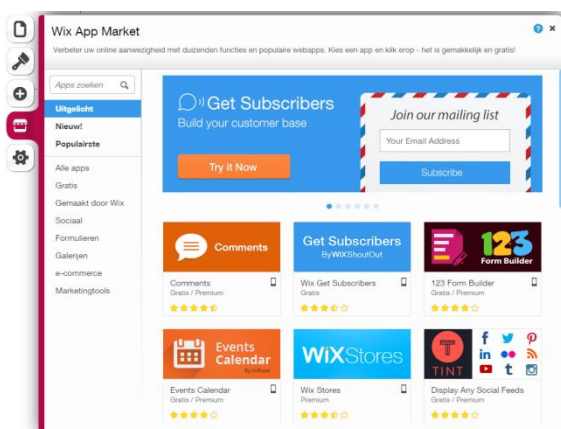 Wix App Market
Verbeter uw online aanwezigheid met duizenden functies en populaire webapps. Kies een app en klik erop - het is gemakkelijk en gratis!
Apps zoeken
Uitgelicht
Nieuw!
Populairste
Alle apps
Gratis
Gemaakt door Wix
Sociaal
Formulieren
Galerijen
e-commerce
Marketingtools
Get Subscribers
Build your customer base
Try it Now
Join our mailing list
Your Email Address
Subscribe
Comments
Comments
Gratis / Premium
Get Subscribers
By WIX ShoutOut
Wix Get Subscribers
Gratis
123
Form Builder
123 Form Builder
Gratis / Premium
Events
Calendar
By Inffuse
Events Calendar
Gratis / Premium
WiX Stores
Wix Stores
Premium
TINT
Display Any Social Feeds
Gratis / Premium